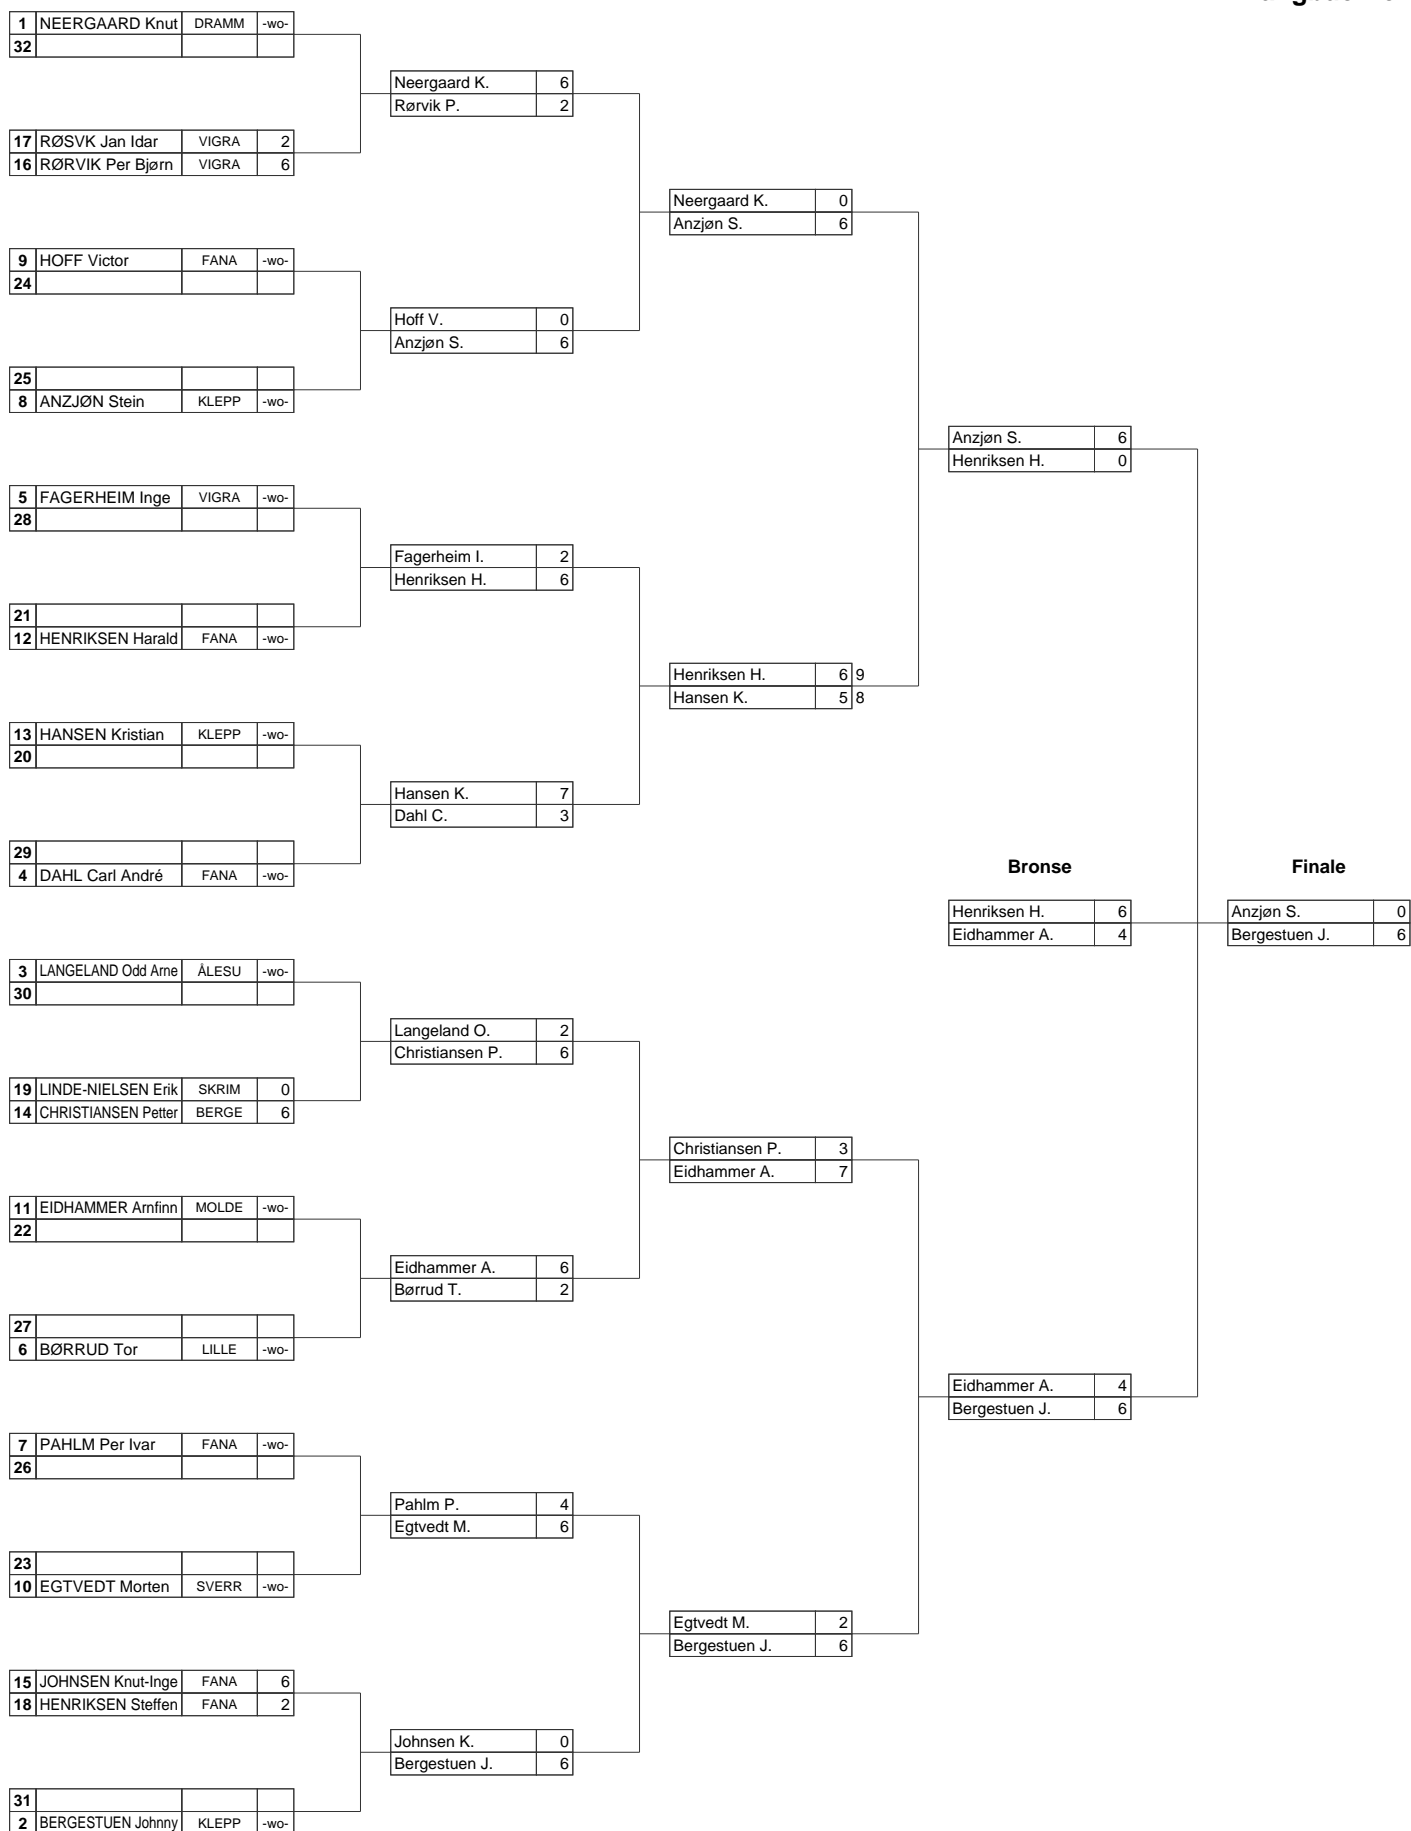 1 NEERGAARD Knut DRAMM -wo-
32
Neergaard K. 6
Rørvik P. 2
17 RØSVK Jan Idar VIGRA 2
16 RØRVIK Per Bjørn VIGRA 6
Neergaard K. 0
Anzjøn S. 6
9 HOFF Victor FANA -wo-
24
Hoff V. 0
Anzjøn S. 6
25
8 ANZJØN Stein KLEPP -wo-
Anzjøn S. 6
Henriksen H. 0
5 FAGERHEIM Inge VIGRA -wo-
28
Fagerheim I. 2
Henriksen H. 6
21
12 HENRIKSEN Harald FANA -wo-
Henriksen H. 6 9
Hansen K. 5 8
13 HANSEN Kristian KLEPP -wo-
20
Hansen K. 7
Dahl C. 3
29
4 DAHL Carl André FANA -wo-
Bronse Finale
Henriksen H. 6 Anzjøn S. 0
Eidhammer A. 4 Bergestuen J. 6
3 LANGELAND Odd Arne ÅLESU -wo-
30
Langeland O. 2
Christiansen P. 6
19 LINDE-NIELSEN Erik SKRIM 0
14 CHRISTIANSEN Petter BERGE 6
Christiansen P. 3
Eidhammer A. 7
11 EIDHAMMER Arnfinn MOLDE -wo-
22
Eidhammer A. 6
Børrud T. 2
27
6 BØRRUD Tor LILLE -wo-
Eidhammer A. 4
Bergestuen J. 6
7 PAHLM Per Ivar FANA -wo-
26
Pahlm P. 4
Egtvedt M. 6
23
10 EGTVEDT Morten SVERR -wo-
Egtvedt M. 2
Bergestuen J. 6
15 JOHNSEN Knut-Inge FANA 6
18 HENRIKSEN Steffen FANA 2
Johnsen K. 0
Bergestuen J. 6
31
2 BERGESTUEN Johnny KLEPP -wo-